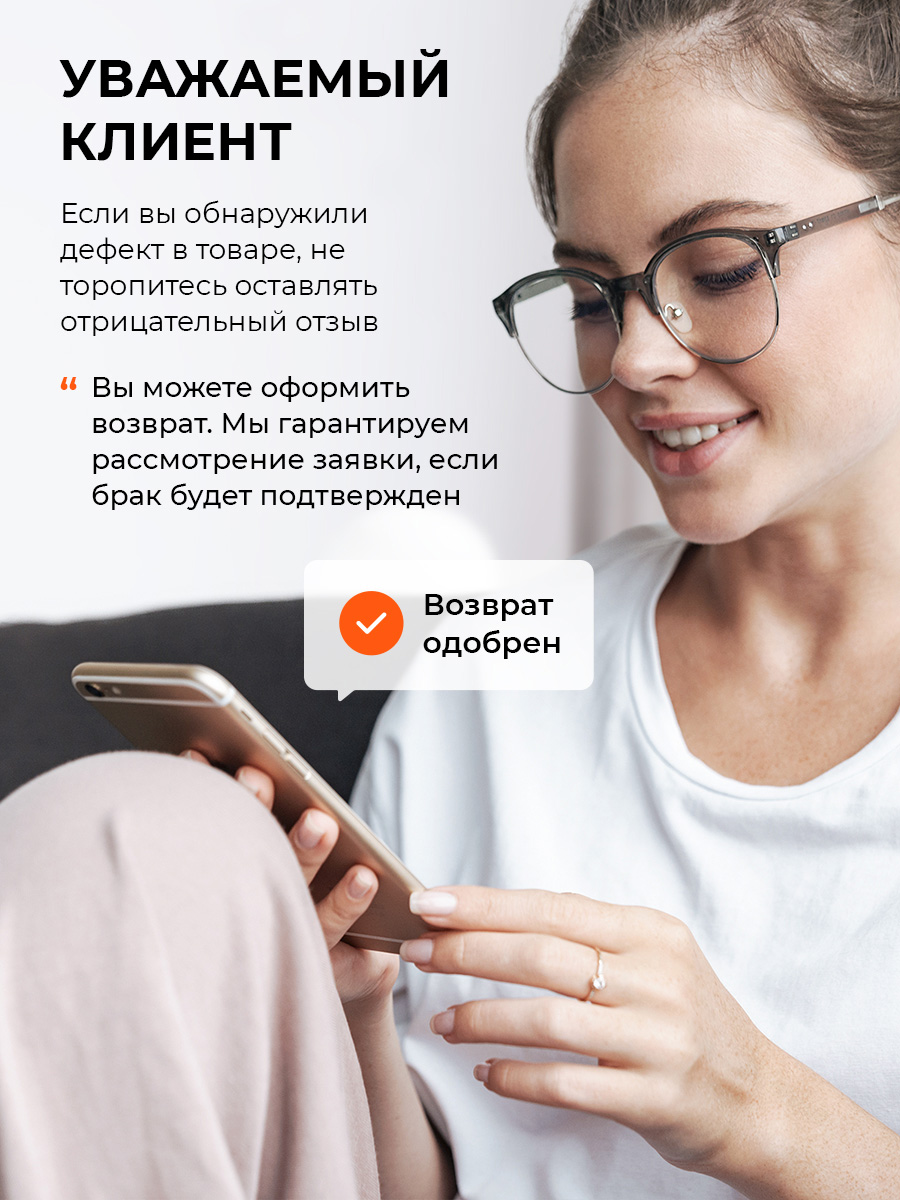 УВАЖАЕМЫЙ
КЛИЕНТ
Если вы обнаружили
дефект в товаре, не
торопитесь оставлять
отрицательный отзыв
“ Вы можете оформить
возврат. Мы гарантируем
рассмотрение заявки, если
брак будет подтвержден
Возврат
одобрен